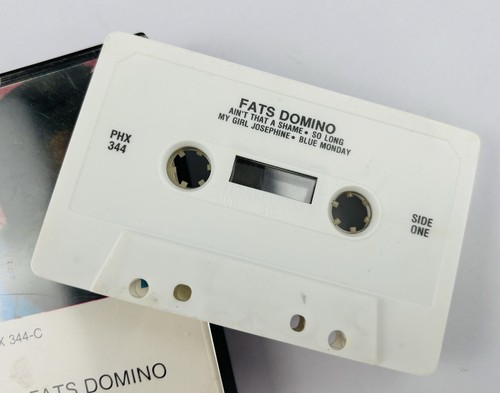 FATS DOMINO
AIN'T THAT A SHAME • SO LONG
MY GIRL JOSEPHINE • BLUE MONDAY
PHX
344
SIDE
ONE
X 344-C
FATS DOMINO